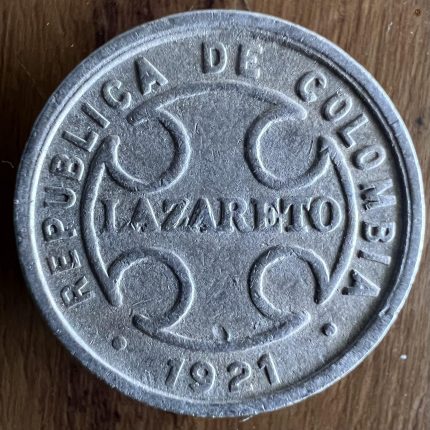 REPUBLICA DE COLOMBIA
LAZARETO
1921